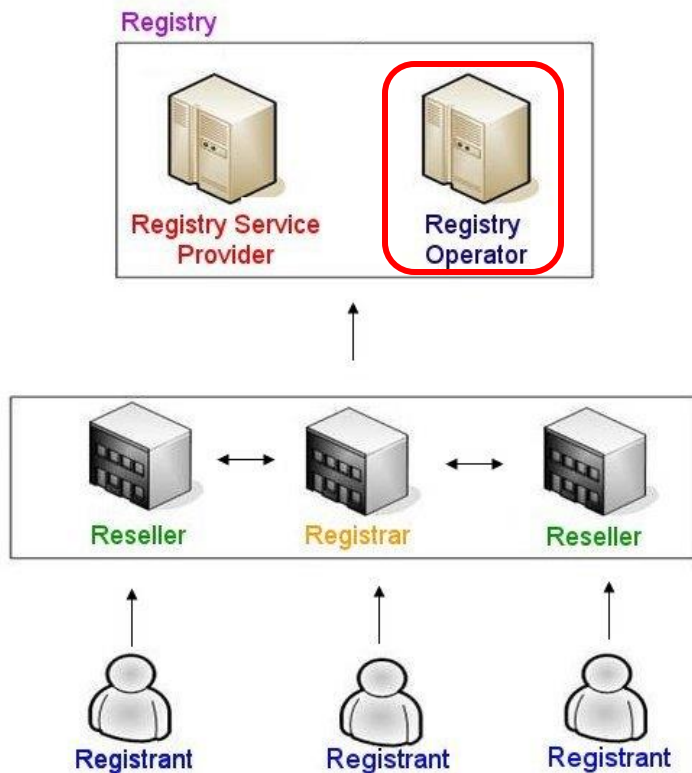 Registry
Registry Service
Provider
Registry
Operator
Reseller
Registrar
Reseller
Registrant
Registrant
Registrant